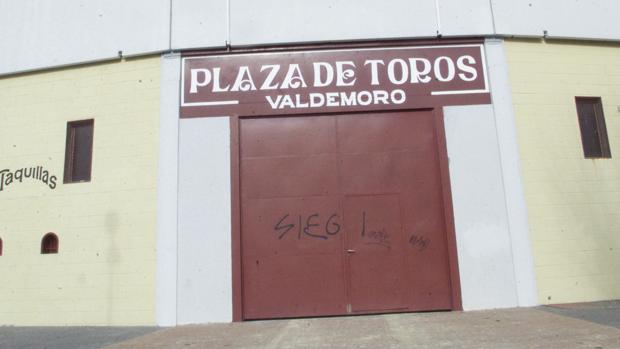 PLAZA DE TOROS
VALDEMORO
Taquillas
SIEG